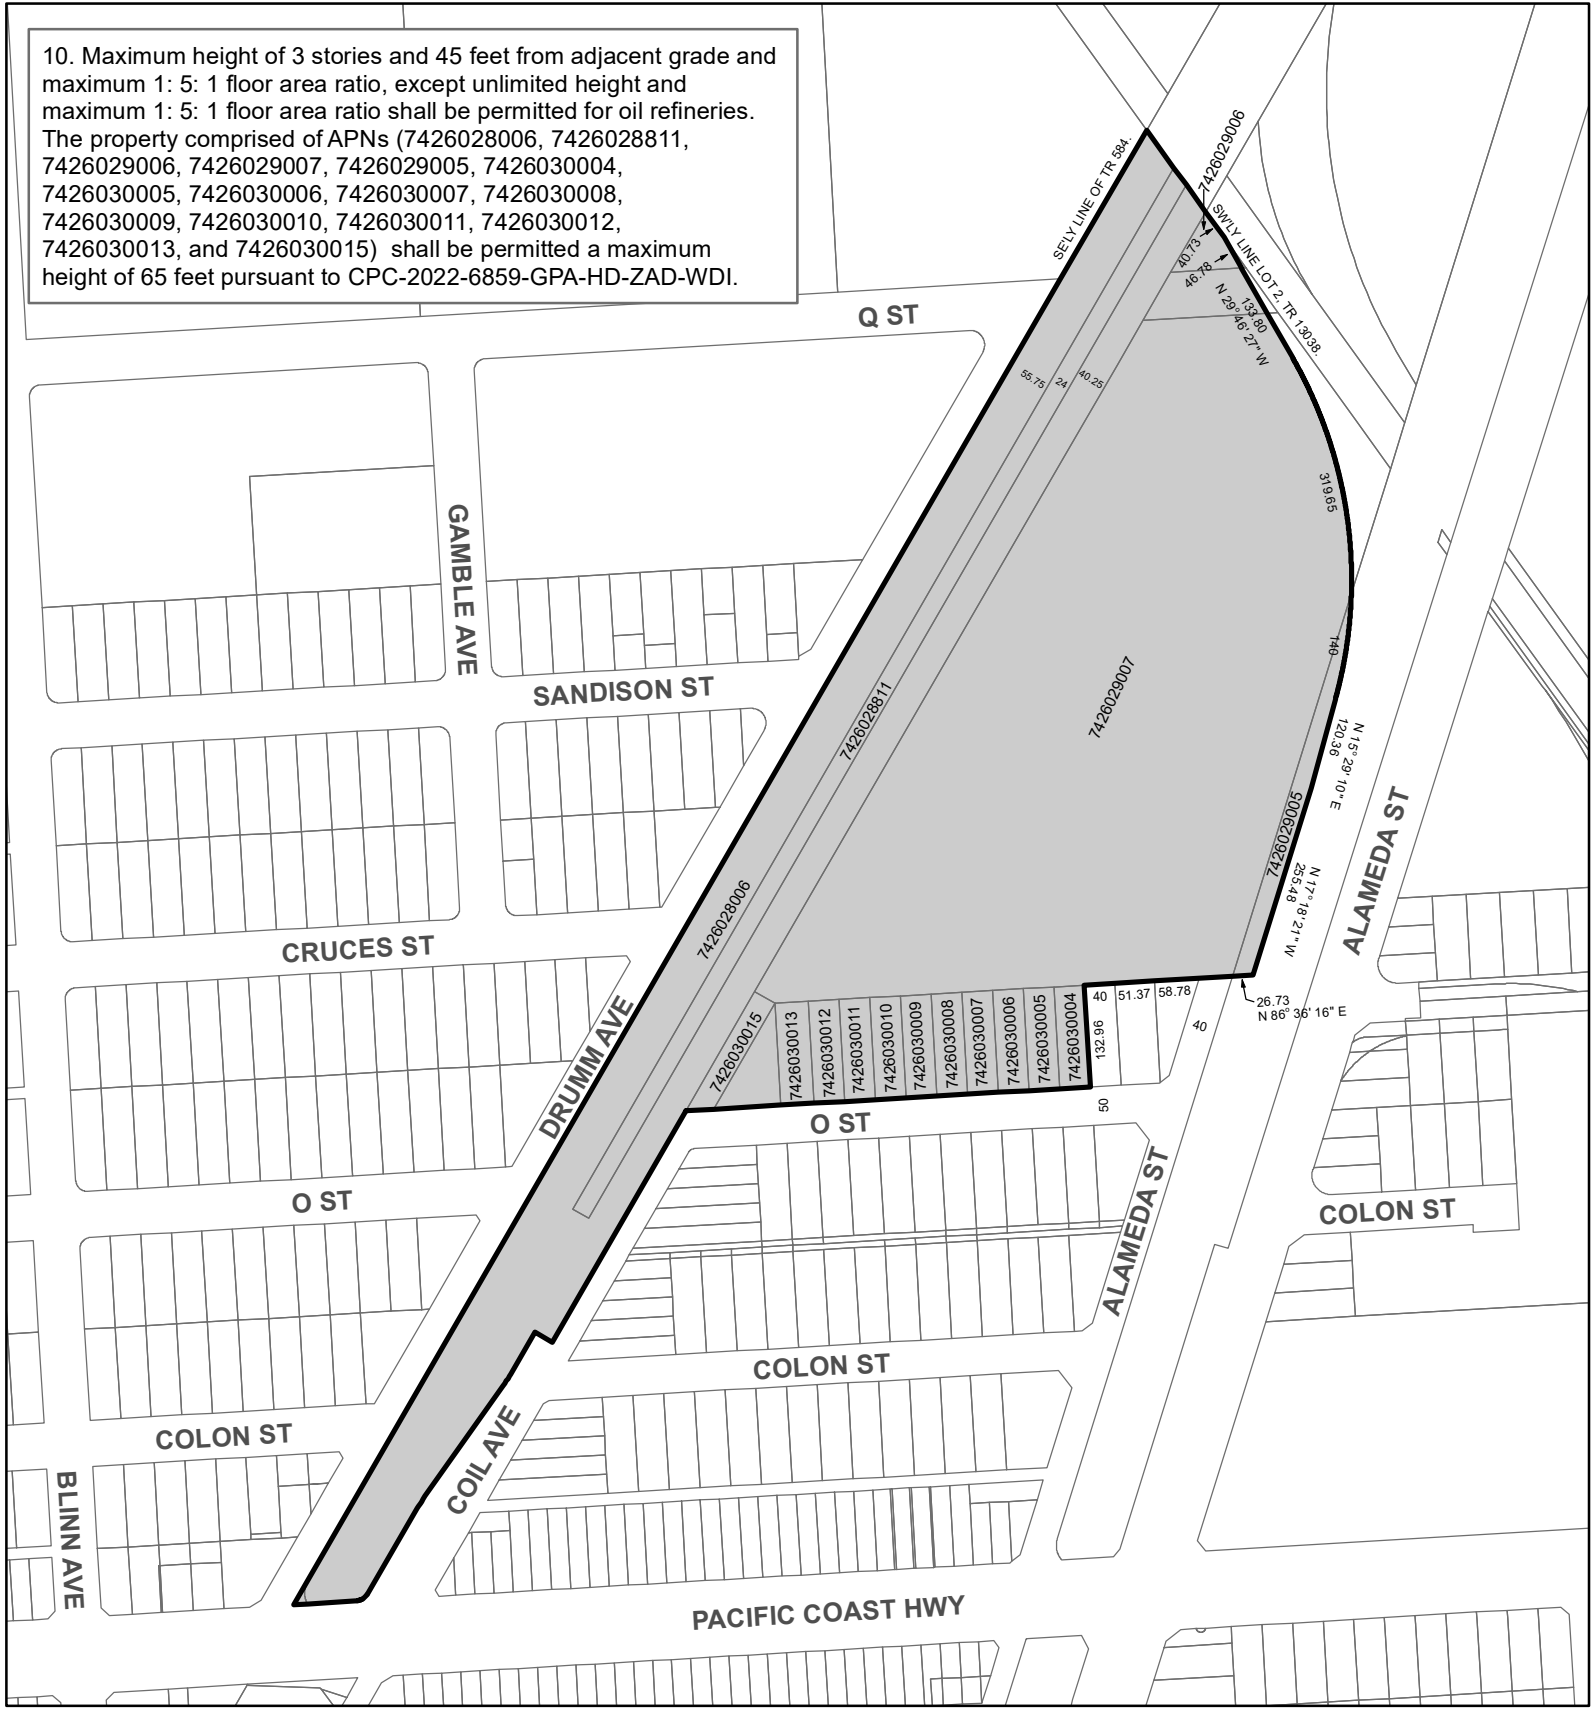 10. Maximum height of 3 stories and 45 feet from adjacent grade and
maximum 1: 5: 1 floor area ratio, except unlimited height and
maximum 1: 5: 1 floor area ratio shall be permitted for oil refineries.
The property comprised of APNs (7426028006, 7426028811,
7426029006, 7426029007, 7426029005, 7426030004,
7426030005, 7426030006, 7426030007, 7426030008,
7426030009, 7426030010, 7426030011, 7426030012,
7426030013, and 7426030015) shall be permitted a maximum
height of 65 feet pursuant to CPC-2022-6859-GPA-HD-ZAD-WDI.
SE'LY LINE OF TR 584.
7426029006
SW'LY LINE LOT 2, TR 13038.
40.73
46.78
133.80
N 29° 46' 27" W
Q ST
55.75
24
40.25
319.65
GAMBLE AVE
140
SANDISON ST
7426028811
7426029007
N 15° 29' 10" E
120.36
7426029005
ALAMEDA ST
N 17° 18' 21" W
255.48
7426028006
CRUCES ST
DRUMM AVE
7426030015
7426030013
7426030012
7426030011
7426030010
7426030009
7426030008
7426030007
7426030006
7426030005
7426030004
40
51.37
58.78
26.73
N 86° 36' 16" E
132.96
40
50
O ST
O ST
ALAMEDA ST
COLON ST
COLON ST
COLON ST
COIL AVE
BLINN AVE
PACIFIC COAST HWY